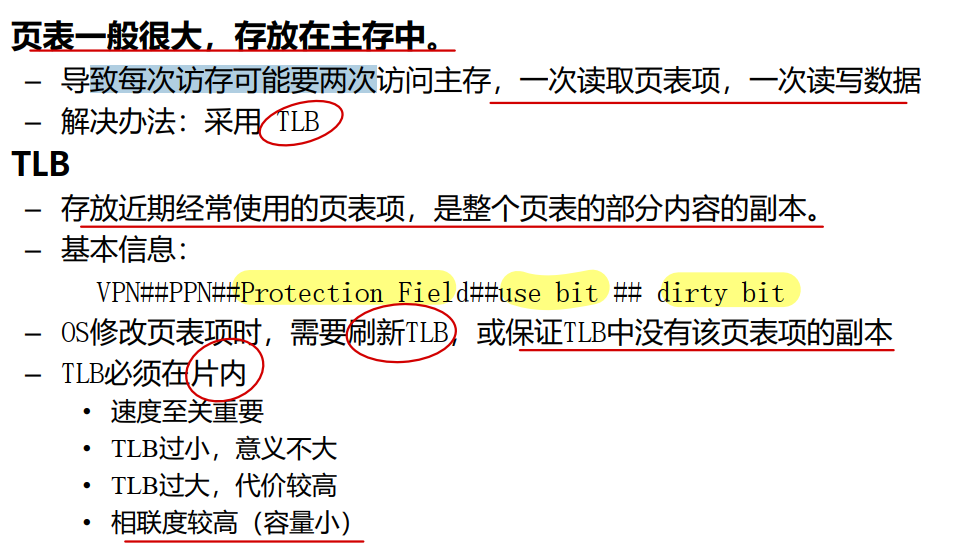 页表一般很大，存放在主存中。
– 导致每次访存可能要两次访问主存，一次读取页表项，一次读写数据
– 解决办法：采用 TLB
TLB
– 存放近期经常使用的页表项，是整个页表的部分内容的副本。
– 基本信息：
VPN##PPN##Protection Field##use bit ## dirty bit
– OS修改页表项时，需要刷新TLB，或保证TLB中没有该页表项的副本
– TLB必须在片内
• 速度至关重要
• TLB过小，意义不大
• TLB过大，代价较高
• 相联度较高（容量小）